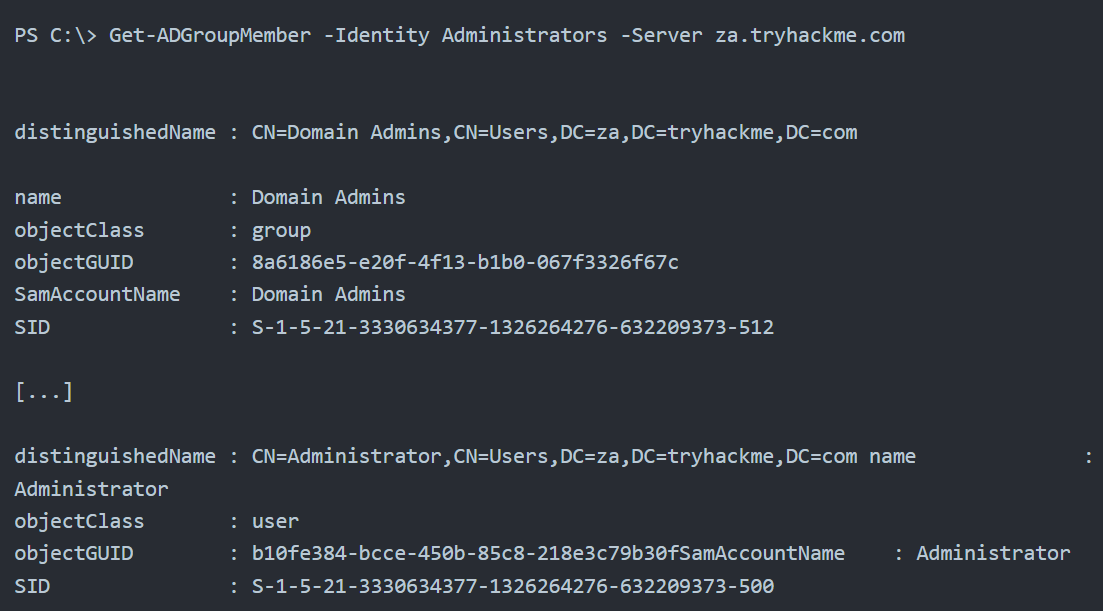 PS C:\> Get-ADGroupMember -Identity Administrators -Server za.tryhackme.com
distinguishedName : CN=Domain Admins,CN=Users,DC=za,DC=tryhackme,DC=com
name              : Domain Admins
objectClass       : group
objectGUID        : 8a6186e5-e20f-4f13-b1b0-067f3326f67c
SamAccountName    : Domain Admins
SID               : S-1-5-21-3330634377-1326264276-632209373-512
[...]
distinguishedName : CN=Administrator,CN=Users,DC=za,DC=tryhackme,DC=com name              :
Administrator
objectClass       : user
objectGUID        : b10fe384-bcce-450b-85c8-218e3c79b30fSamAccountName    : Administrator
SID               : S-1-5-21-3330634377-1326264276-632209373-500